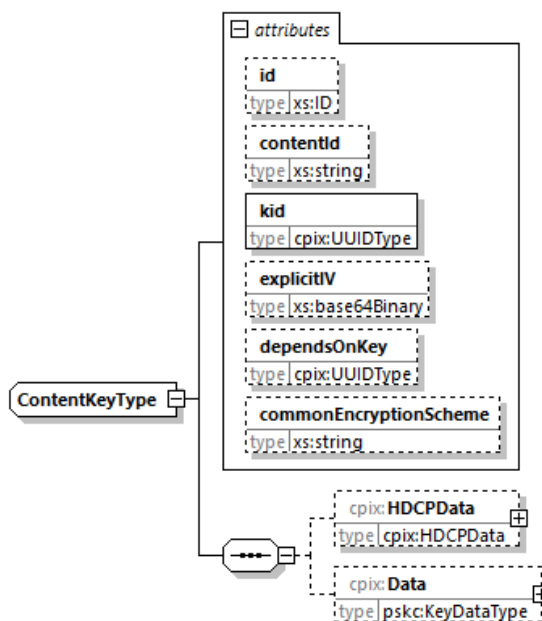 attributes
id
type xs:ID
contentId
type xs:string
kid
type cpix:UUIDType
explicitIV
type xs:base64Binary
dependsOnKey
type cpix:UUIDType
ContentKeyType
commonEncryptionScheme
type xs:string
cpix:HDCPData
type cpix:HDCPData
cpix:Data
type pskc:KeyDataType